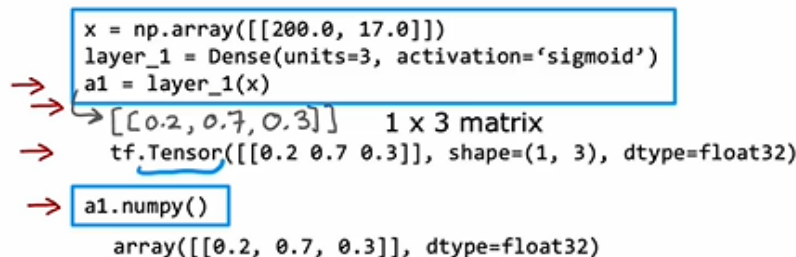 x = np.array([[200.0, 17.0]])
layer_1 = Dense(units=3, activation=‘sigmoid’)
a1 = layer_1(x)
[[0.2, 0.7, 0.3]] 1 x 3 matrix
tf.Tensor([[0.2 0.7 0.3]], shape=(1, 3), dtype=float32)
a1.numpy()
array([[0.2, 0.7, 0.3]], dtype=float32)